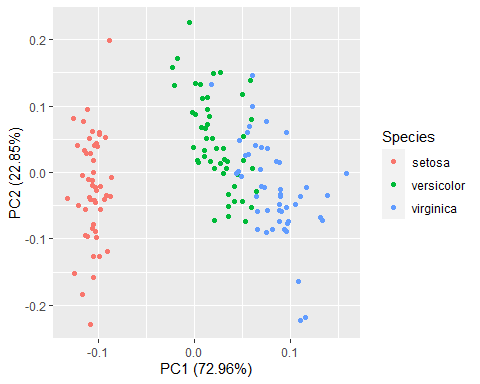 0.2
0.1
0.0
-0.1
-0.2
PC2 (22.85%)
-0.1
0.0
0.1
PC1 (72.96%)
Species
setosa
versicolor
virginica